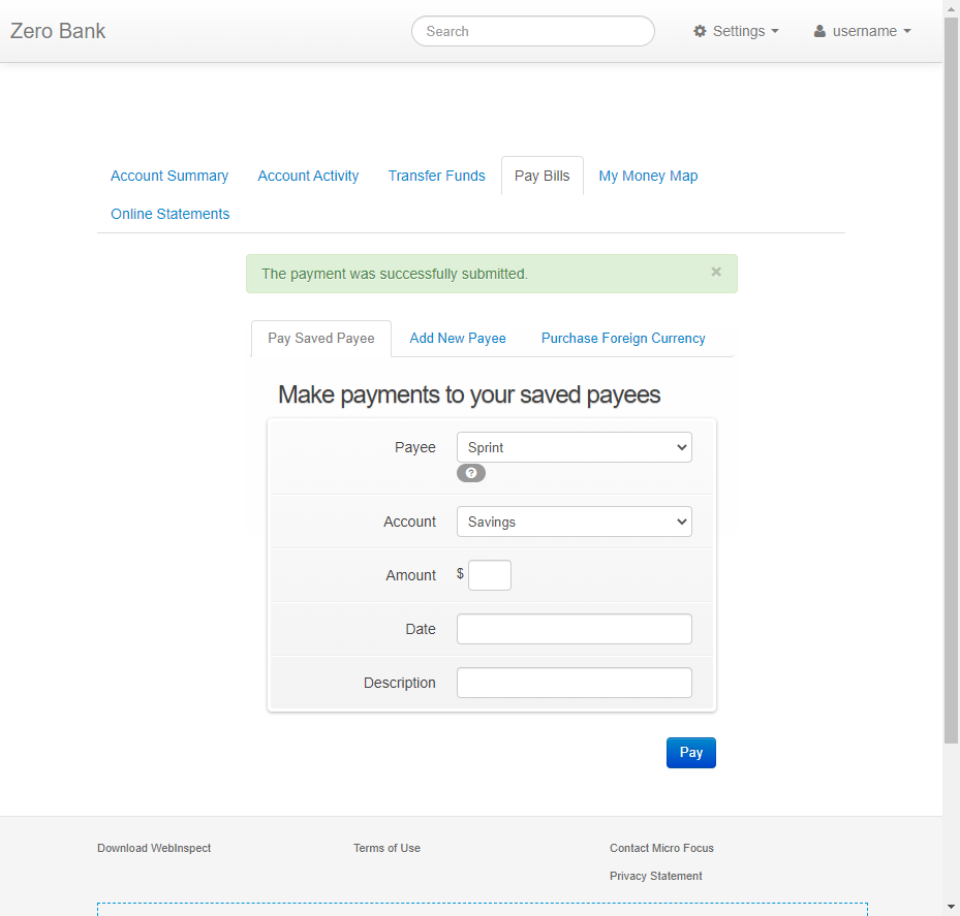 Zero Bank
Search
Settings
username
Account Summary
Account Activity
Transfer Funds
Pay Bills
My Money Map
Online Statements
The payment was successfully submitted.
×
Pay Saved Payee
Add New Payee
Purchase Foreign Currency
Make payments to your saved payees
Payee
Sprint
?
Account
Savings
Amount
$
Date
Description
Pay
Download WebInspect
Terms of Use
Contact Micro Focus
Privacy Statement